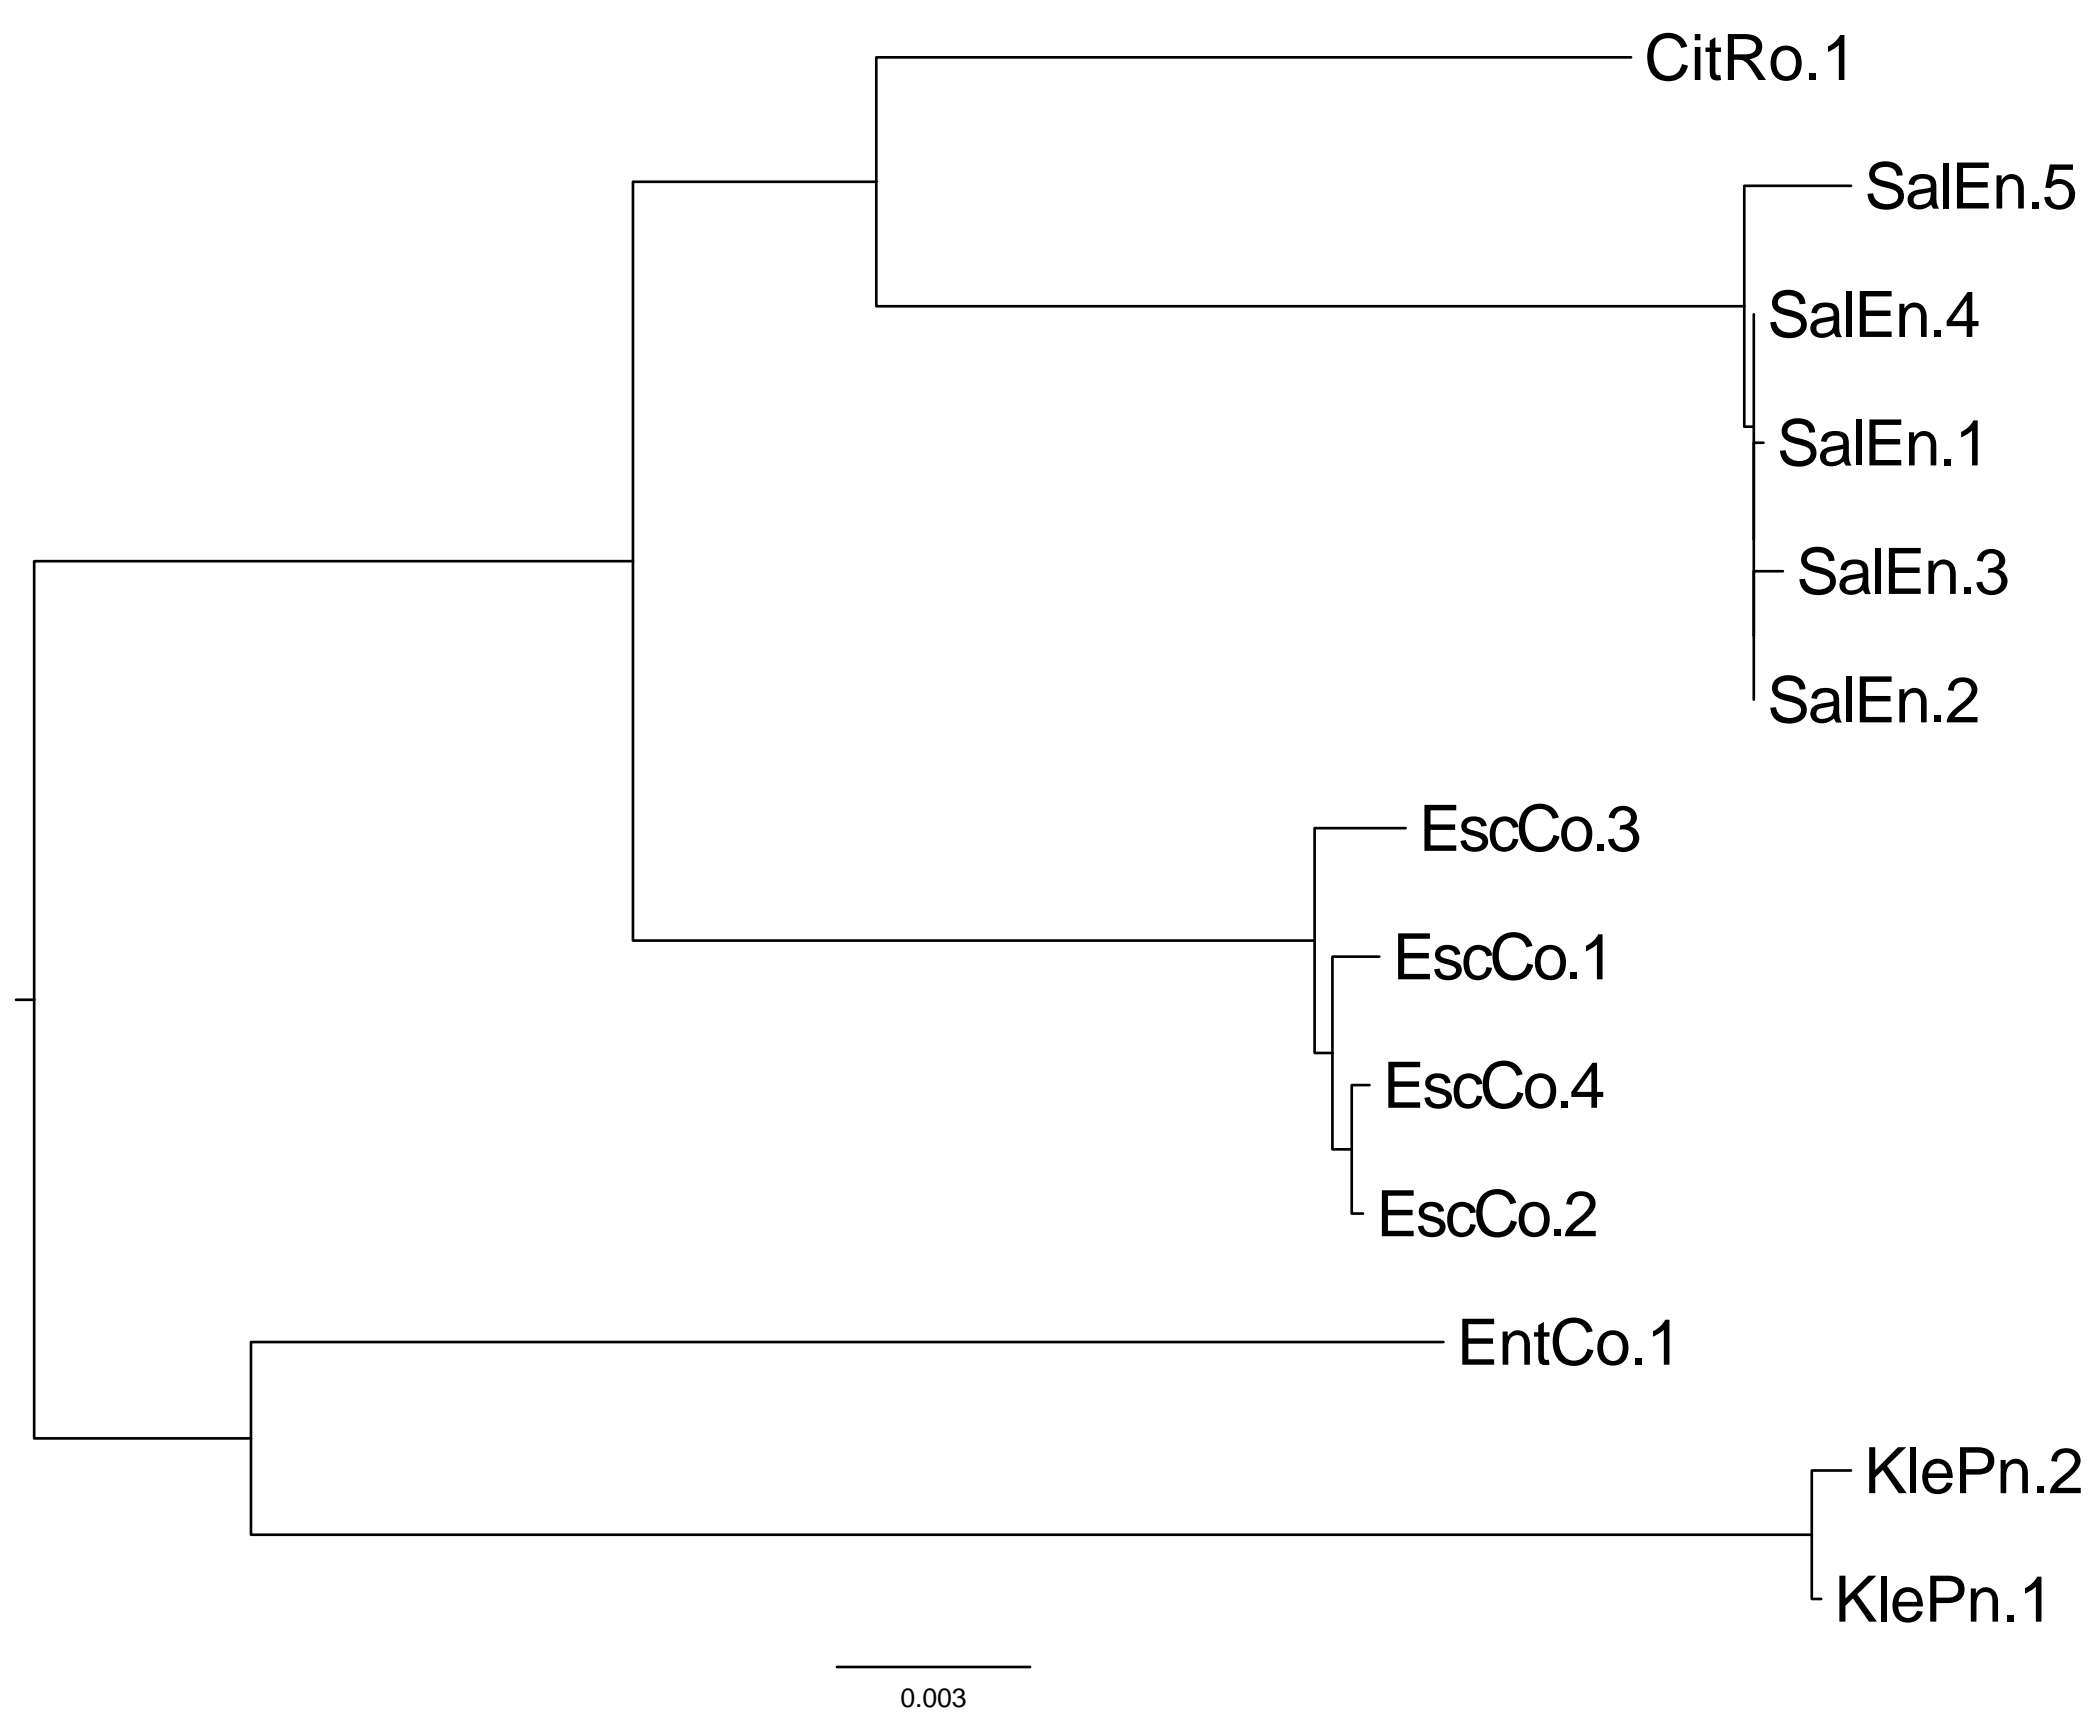 CitRo.1
SalEn.5
SalEn.4
SalEn.1
SalEn.3
SalEn.2
EscCo.3
EscCo.1
EscCo.4
EscCo.2
EntCo.1
KlePn.2
KlePn.1
0.003